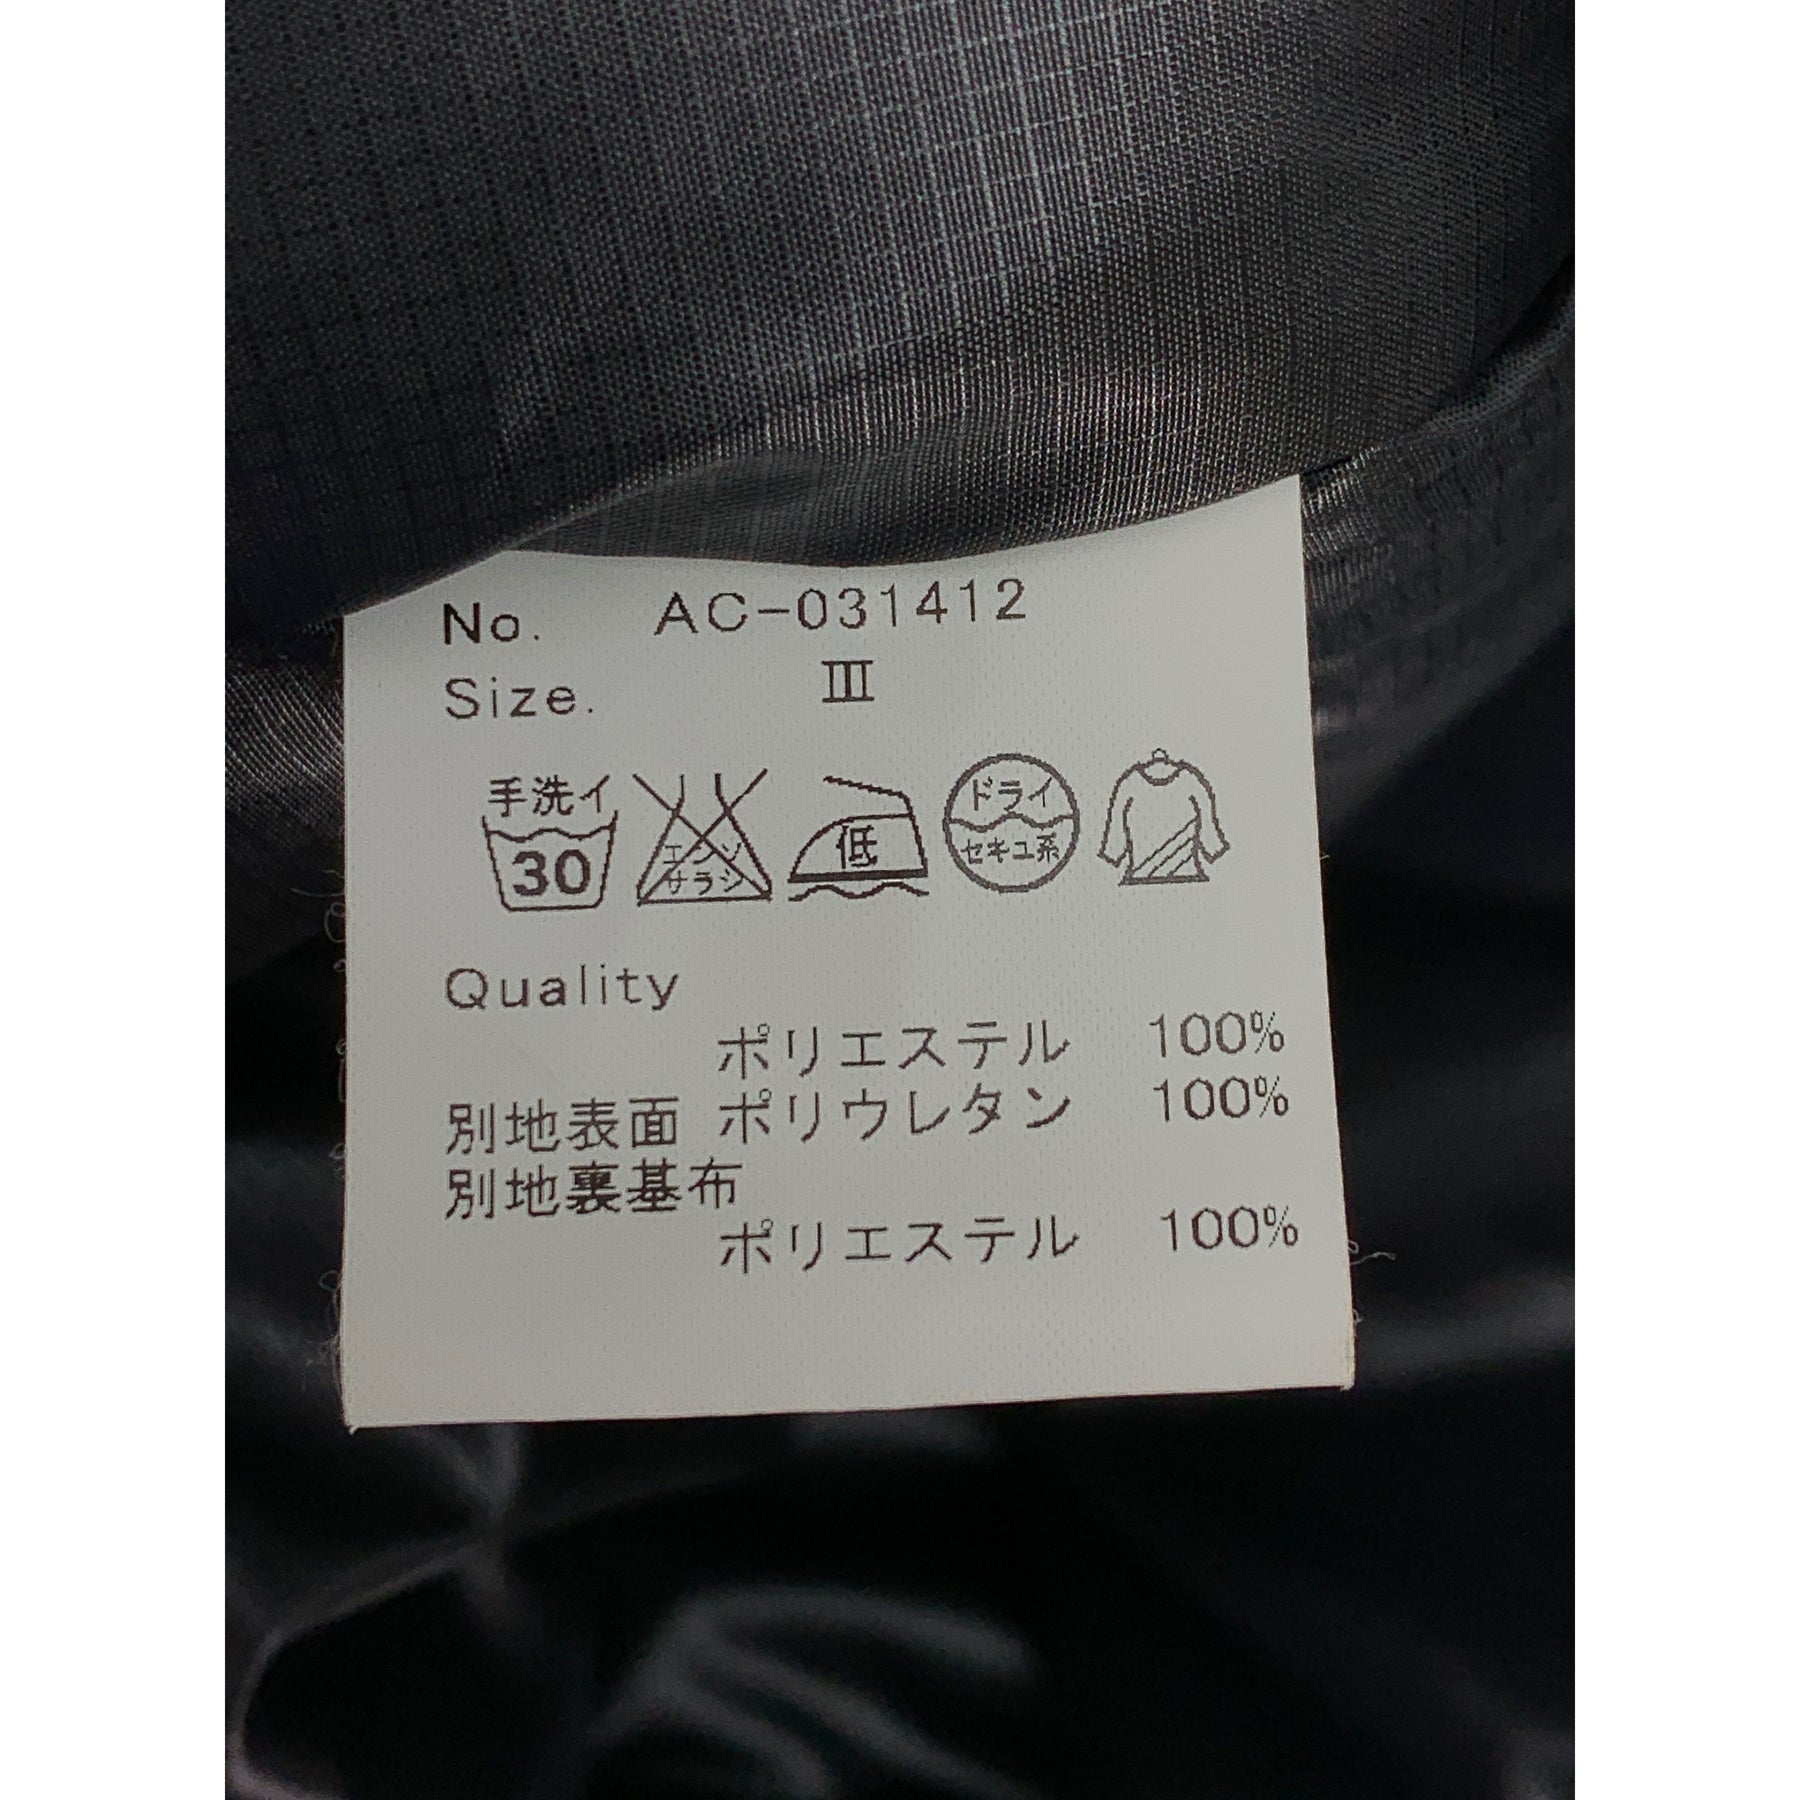 No. AC-031412
Size. Ⅲ
手洗イ
30
エンソ
サラシ
低
ドライ
セキユ系
Quality
ポリエステル 100%
別地表面 ポリウレタン 100%
別地裏基布
ポリエステル 100%